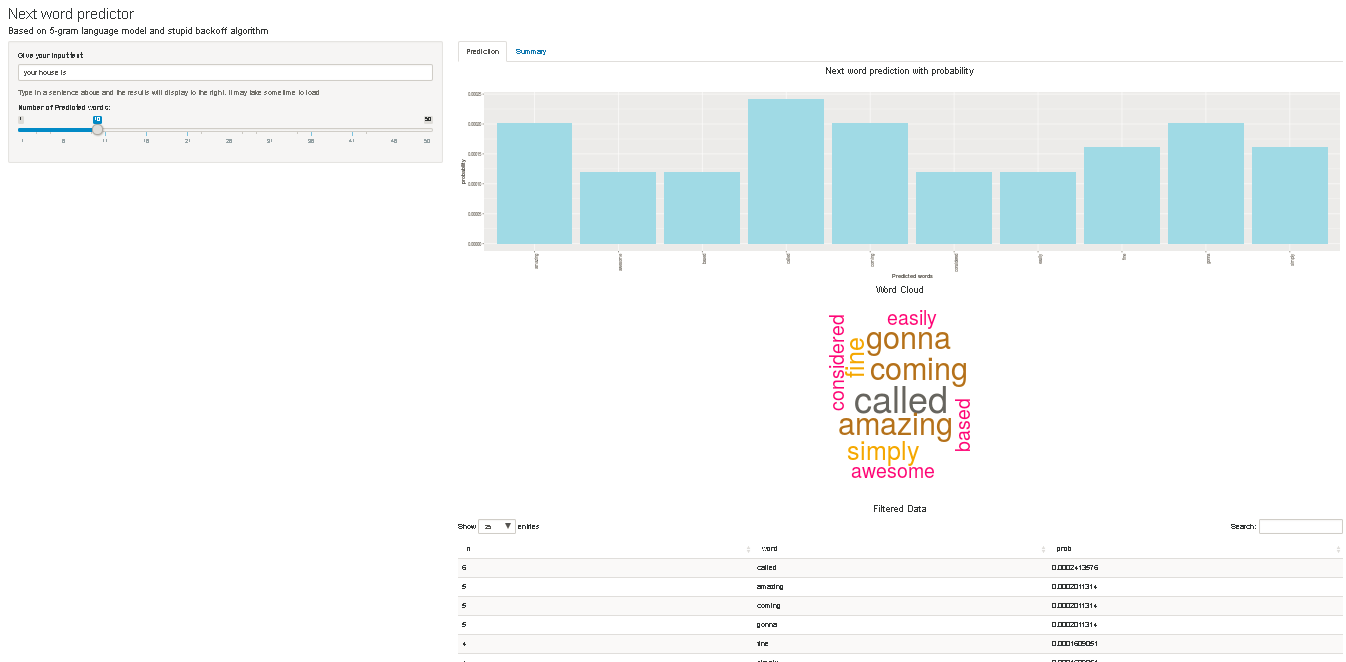 Next word predictor
Based on 5-gram language model and stupid backoff algorithm
Give your input text
your house is
Type in a sentence above and the results will display to the right. It may take some time to load
Number of Predicted words:
1 10 50
1 6 11 16 21 26 31 36 41 46 50
Prediction Summary
Next word prediction with probability
probability
0.00025
0.00020
0.00015
0.00010
0.00005
0.00000
amazing awesome based called coming considered easily fine gonna simply
Predicted words
Word Cloud
easily
considered
gonna
fine
coming
called
based
amazing
simply
awesome
Filtered Data
Show 25 entries Search:
n word prob
6 called 0.0002413576
5 amazing 0.0002011314
5 coming 0.0002011314
5 gonna 0.0002011314
4 fine 0.0001609051